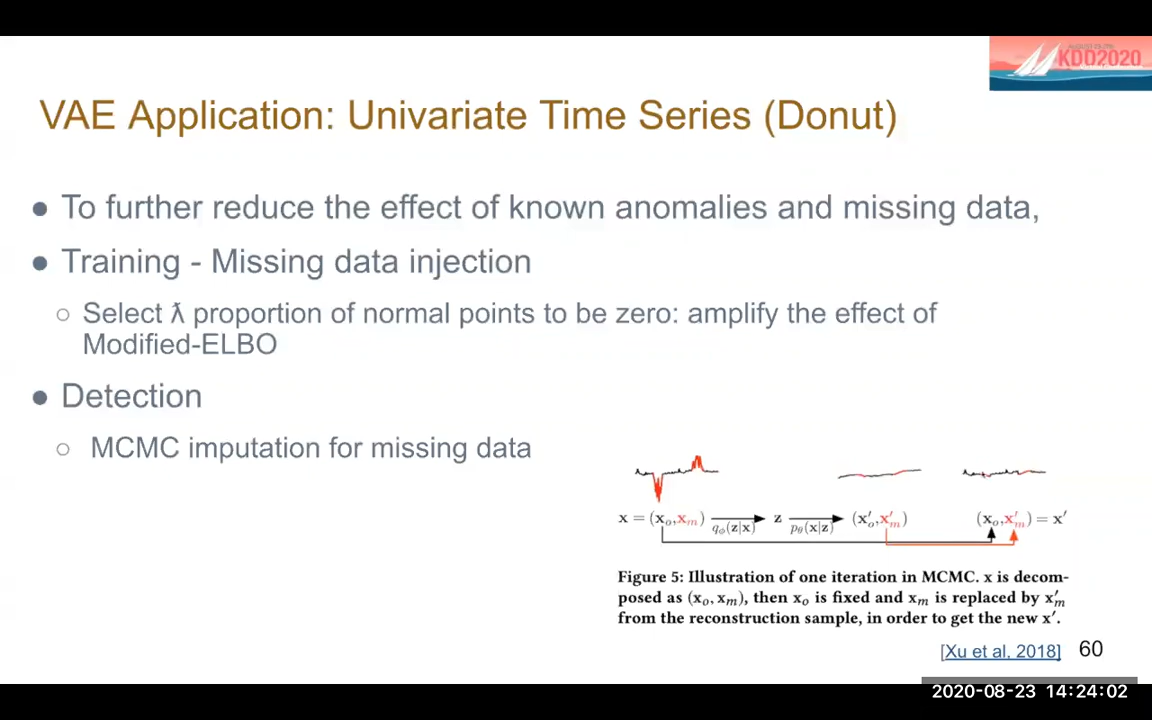 KDD2020
VAE Application: Univariate Time Series (Donut)
● To further reduce the effect of known anomalies and missing data,
● Training - Missing data injection
○ Select ƛ proportion of normal points to be zero: amplify the effect of
Modified-ELBO
● Detection
○ MCMC imputation for missing data
x = (xₒ,xₘ) qϕ(z|x) z pθ(x|z) (x′ₒ,x′ₘ) (xₒ,x′ₘ) = x′
Figure 5: Illustration of one iteration in MCMC. x is decom-
posed as (xₒ, xₘ), then xₒ is fixed and xₘ is replaced by x′ₘ
from the reconstruction sample, in order to get the new x′.
[Xu et al, 2018] 60
2020-08-23 14:24:02